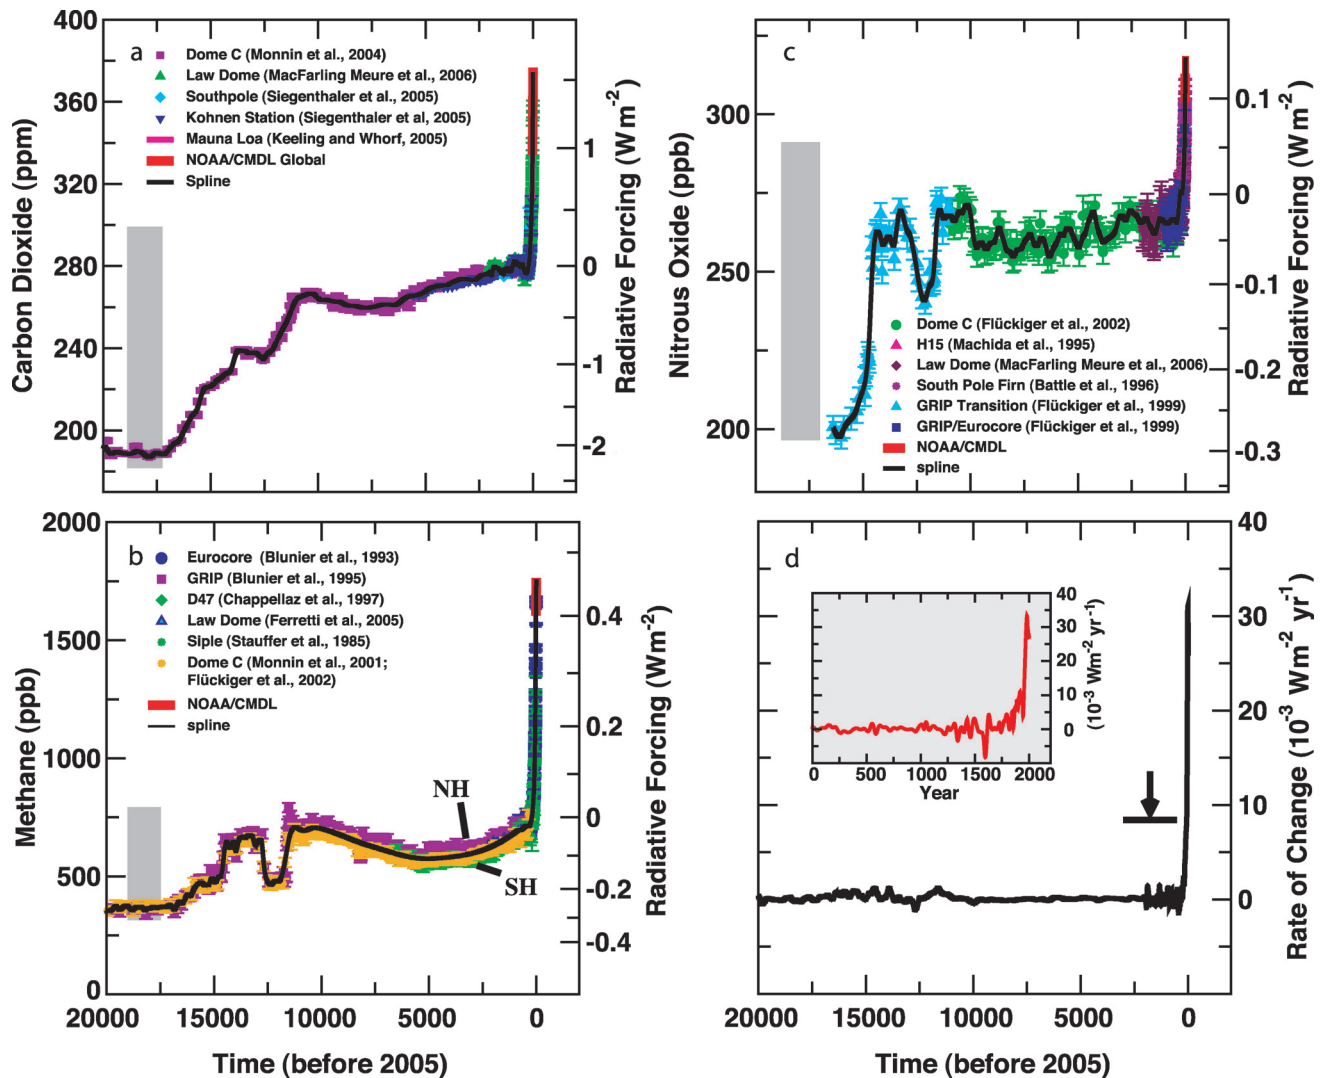 a
400
360
320
280
240
200
Carbon Dioxide (ppm)
Dome C (Monnin et al., 2004)
Law Dome (MacFarling Meure et al., 2006)
Southpole (Siegenthaler et al., 2005)
Kohnen Station (Siegenthaler et al, 2005)
Mauna Loa (Keeling and Whorf, 2005)
NOAA/CMDL Global
Spline
1
0
-1
-2
Radiative Forcing (Wm-2)
c
300
250
200
Nitrous Oxide (ppb)
Dome C (Flückiger et al., 2002)
H15 (Machida et al., 1995)
Law Dome (MacFarling Meure et al., 2006)
South Pole Firn (Battle et al., 1996)
GRIP Transition (Flückiger et al., 1999)
GRIP/Eurocore (Flückiger et al., 1999)
NOAA/CMDL
spline
0.1
0
-0.1
-0.2
-0.3
Radiative Forcing (Wm-2)
b
2000
1500
1000
500
0
Methane (ppb)
Eurocore (Blunier et al., 1993)
GRIP (Blunier et al., 1995)
D47 (Chappellaz et al., 1997)
Law Dome (Ferretti et al., 2005)
Siple (Stauffer et al., 1985)
Dome C (Monnin et al., 2001;
Flückiger et al., 2002)
NOAA/CMDL
spline
NH
SH
0.4
0.2
0
-0.2
-0.4
Radiative Forcing (Wm-2)
20000 15000 10000 5000 0
Time (before 2005)
d
40
30
20
10
0
Rate of Change (10-3 Wm-2 yr-1)
40
30
20
10
0
(10-3 Wm-2 yr-1)
0 500 1000 1500 2000
Year
20000 15000 10000 5000 0
Time (before 2005)